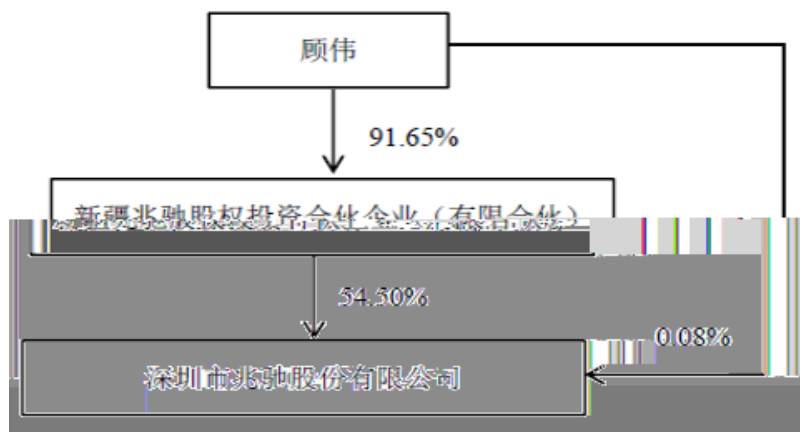 顾伟
91.65%
新疆兆驰股权投资合伙企业（有限合伙）
54.50%
0.08%
深圳市兆驰股份有限公司